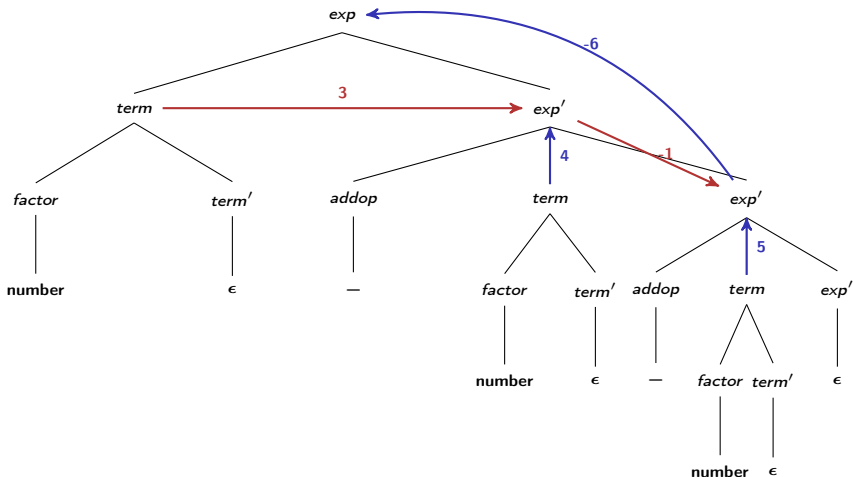 exp
-6
3
term
exp′
4
-1
factor
term′
addop
term
exp′
5
number
ϵ
−
factor
term′
addop
term
exp′
number
ϵ
−
factor
term′
ϵ
number
ϵ